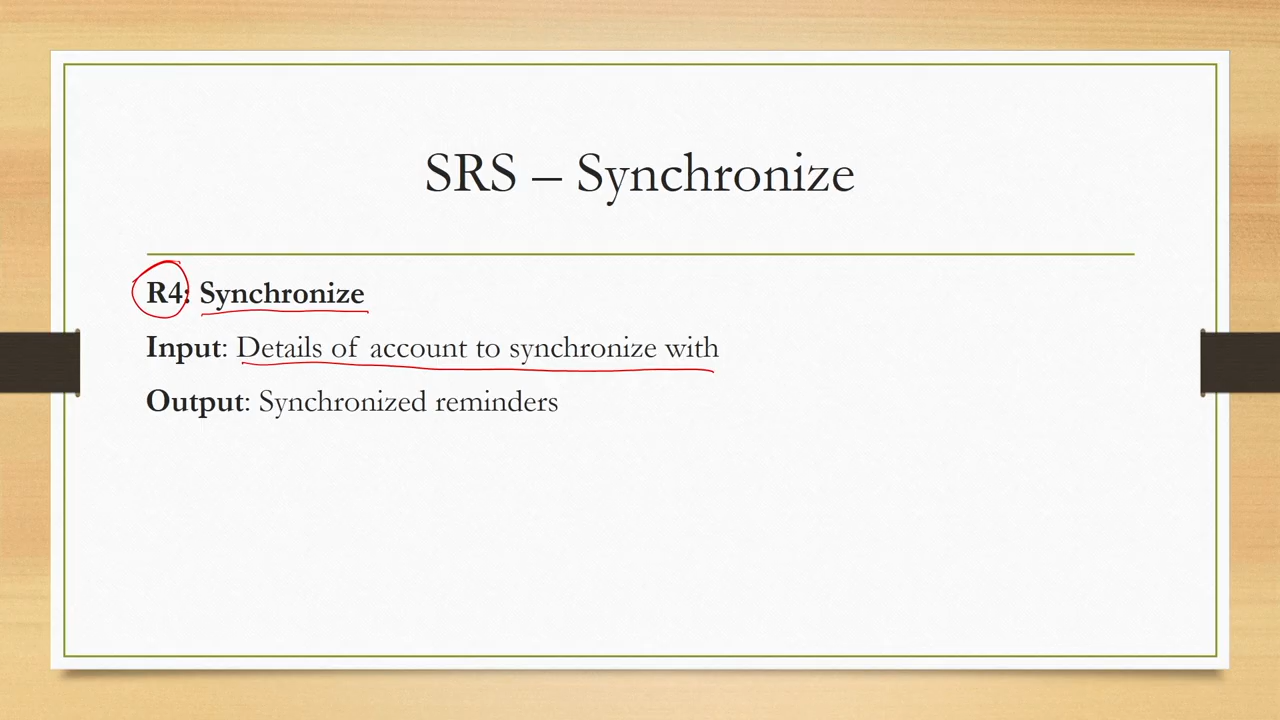 SRS – Synchronize
R4: Synchronize
Input: Details of account to synchronize with
Output: Synchronized reminders